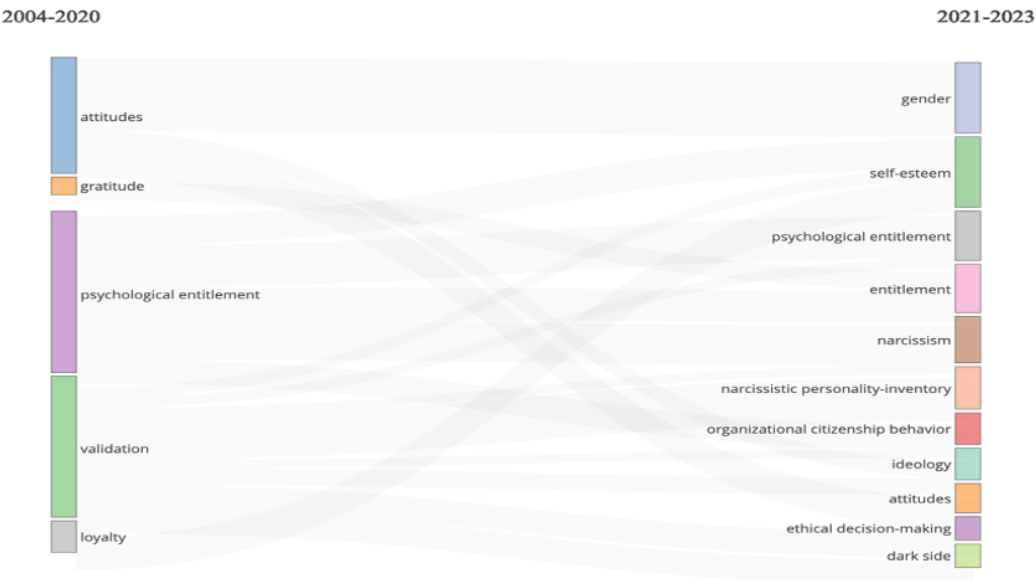 2004-2020
2021-2023
attitudes
gratitude
psychological entitlement
validation
loyalty
gender
self-esteem
psychological entitlement
entitlement
narcissism
narcissistic personality-inventory
organizational citizenship behavior
ideology
attitudes
ethical decision-making
dark side